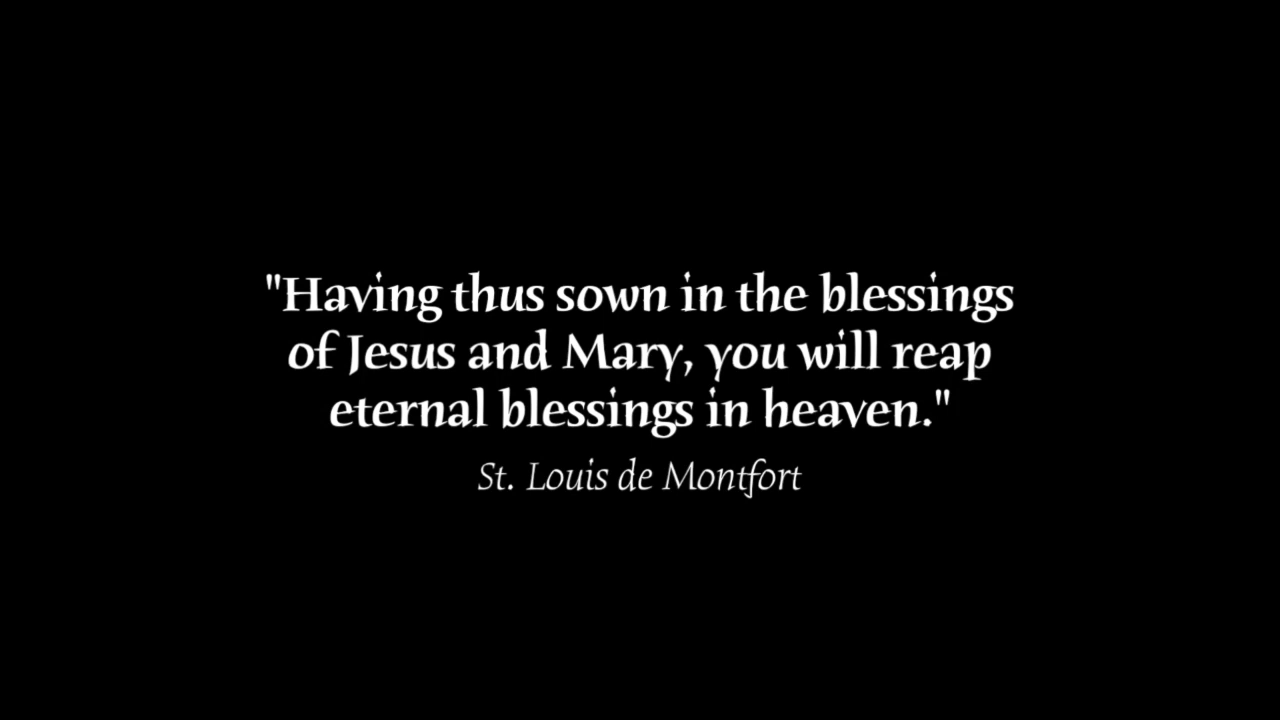 "Having thus sown in the blessings
of Jesus and Mary, you will reap
eternal blessings in heaven."
St. Louis de Montfort